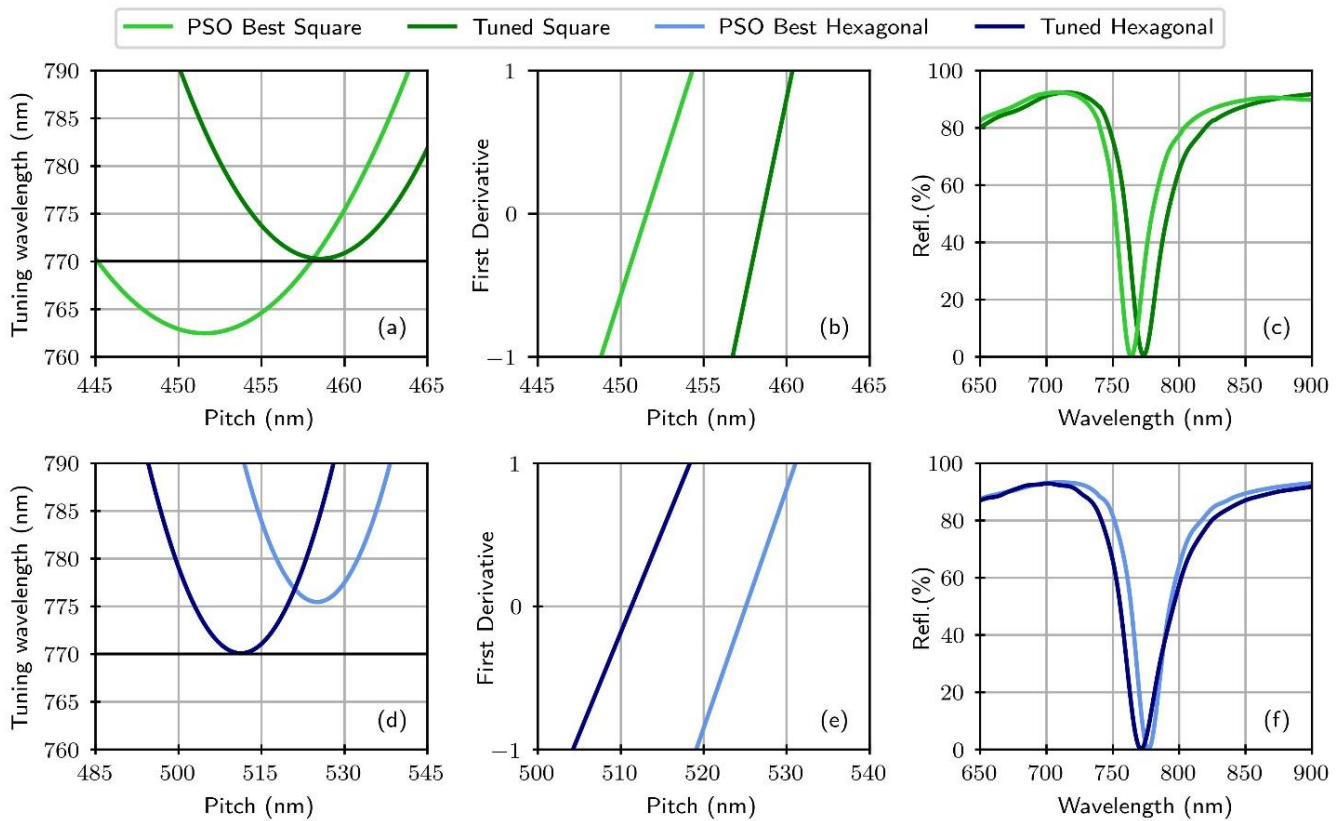 PSO Best Square Tuned Square PSO Best Hexagonal Tuned Hexagonal
Tuning wavelength (nm)
790
785
780
775
770
765
760
445 450 455 460 465
Pitch (nm)
(a)
First Derivative
1
0
−1
445 450 455 460 465
Pitch (nm)
(b)
Refl.(%)
100
80
60
40
20
0
650 700 750 800 850 900
Wavelength (nm)
(c)
Tuning wavelength (nm)
790
785
780
775
770
765
760
485 500 515 530 545
Pitch (nm)
(d)
First Derivative
1
0
−1
500 510 520 530 540
Pitch (nm)
(e)
Refl.(%)
100
80
60
40
20
0
650 700 750 800 850 900
Wavelength (nm)
(f)